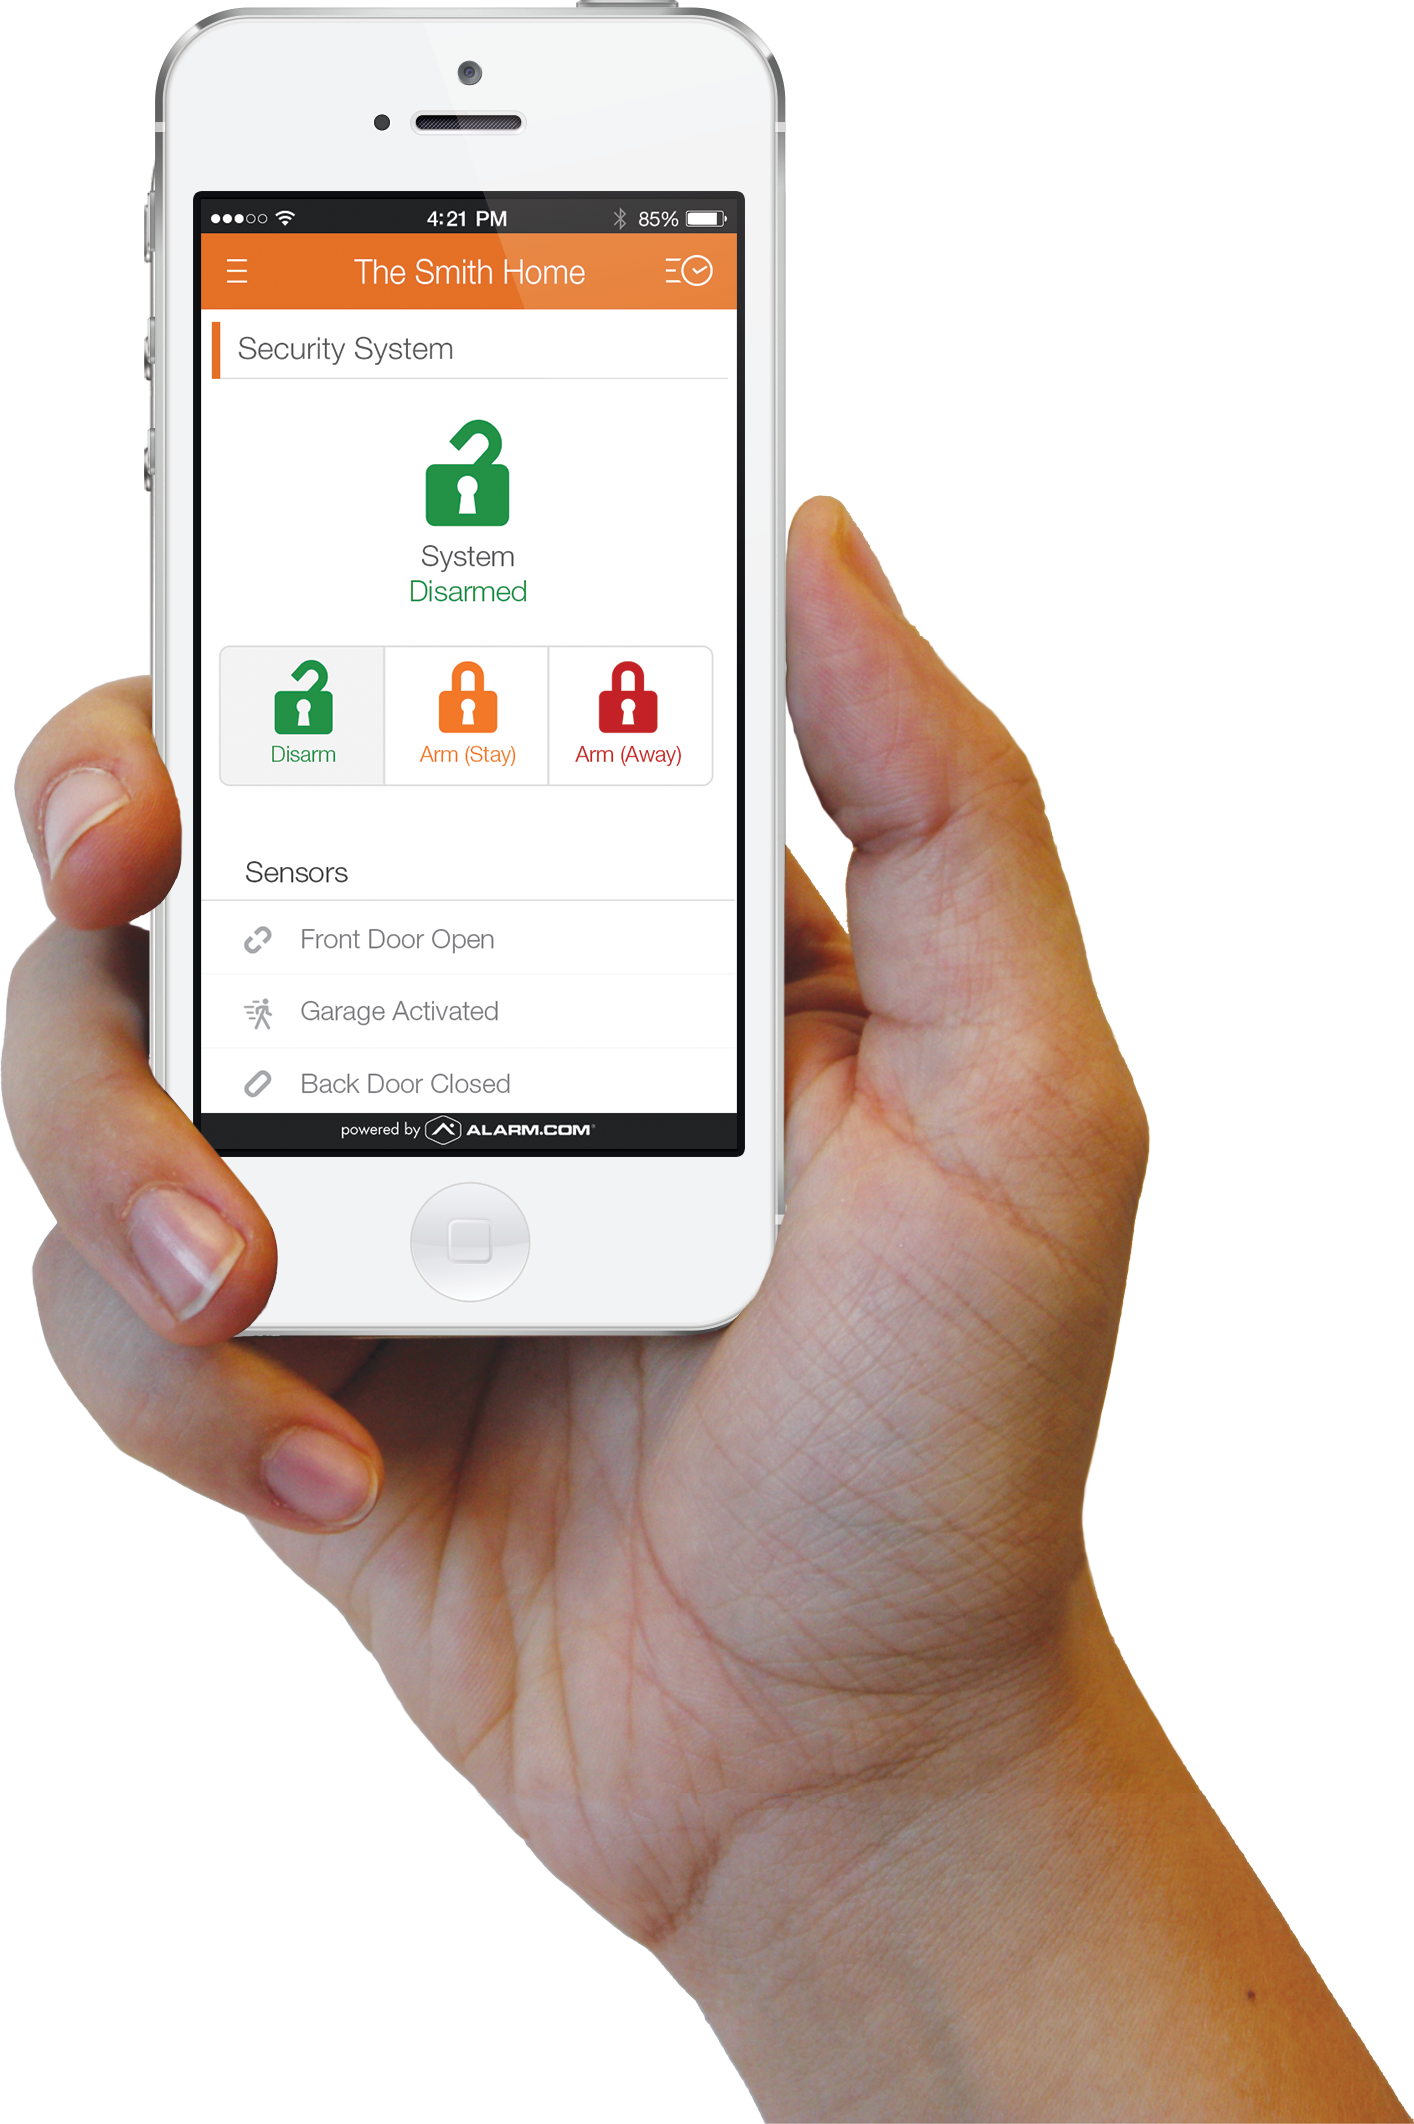 4:21 PM
85%
The Smith Home
Security System
System
Disarmed
Disarm
Arm (Stay)
Arm (Away)
Sensors
Front Door Open
Garage Activated
Back Door Closed
powered by ALARM.COM